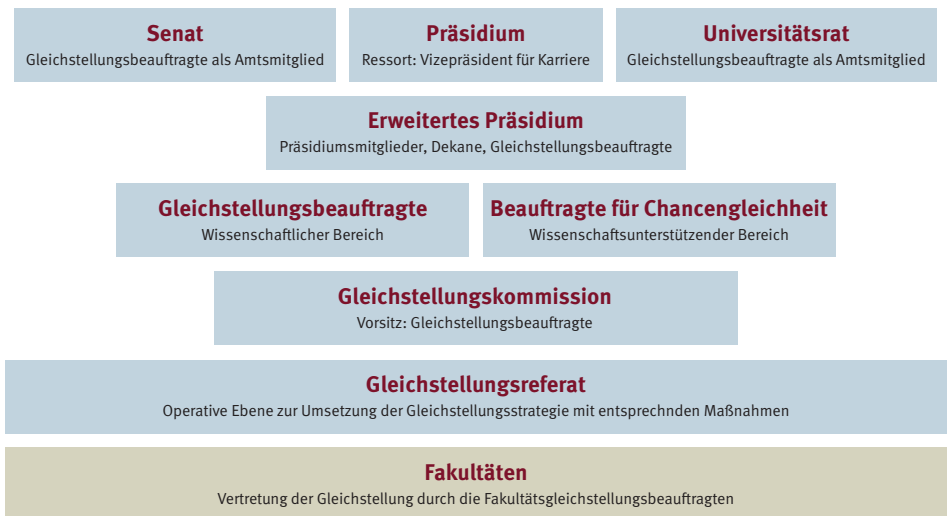 Senat
Gleichstellungsbeauftragte als Amtsmitglied
Präsidium
Ressort: Vizepräsident für Karriere
Universitätsrat
Gleichstellungsbeauftragte als Amtsmitglied
Erweitertes Präsidium
Präsidiumsmitglieder, Dekane, Gleichstellungsbeauftragte
Gleichstellungsbeauftragte
Wissenschaftlicher Bereich
Beauftragte für Chancengleichheit
Wissenschaftsunterstützender Bereich
Gleichstellungskommission
Vorsitz: Gleichstellungsbeauftragte
Gleichstellungsreferat
Operative Ebene zur Umsetzung der Gleichstellungsstrategie mit entsprechnden Maßnahmen
Fakultäten
Vertretung der Gleichstellung durch die Fakultätsgleichstellungsbeauftragten